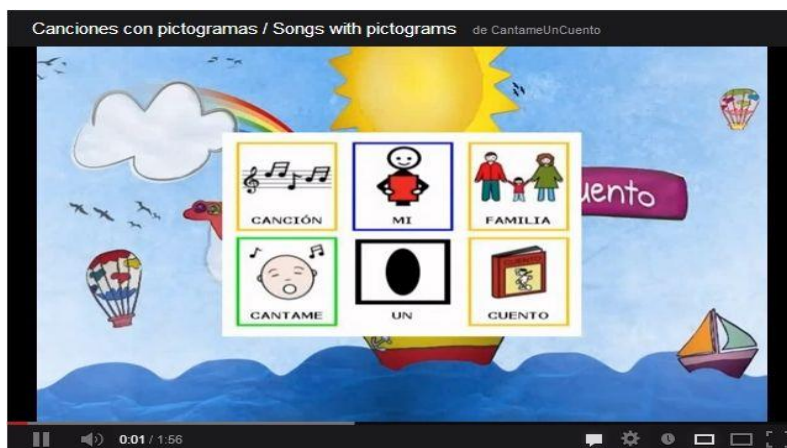 Canciones con pictogramas / Songs with pictograms de CantameUnCuento
CANCIÓN MI FAMILIA
uento
CANTAME UN CUENTO
CUENTO
0:01 / 1:56